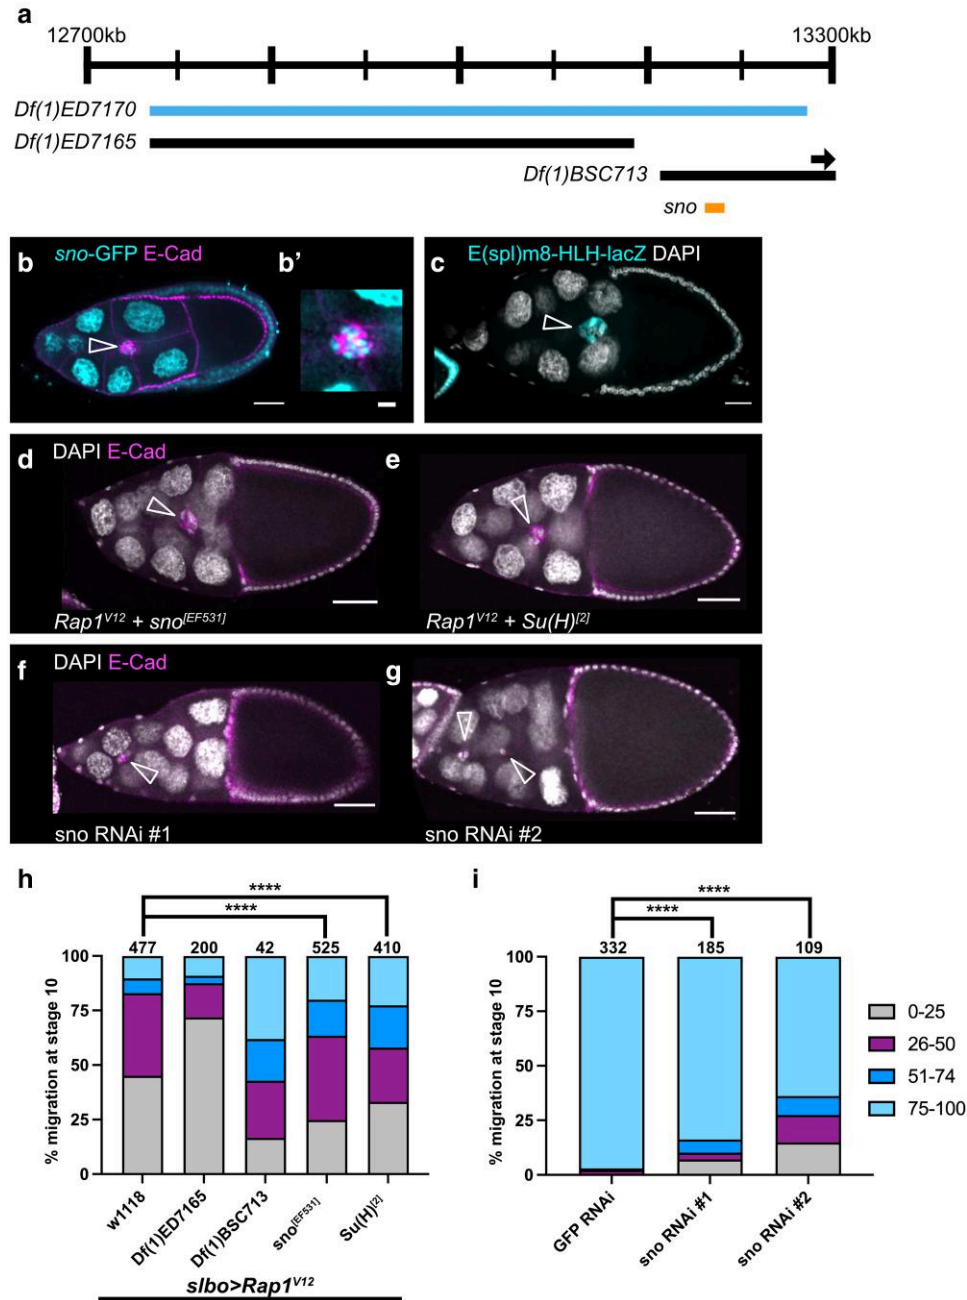 a
12700kb 13300kb
Df(1)ED7170
Df(1)ED7165
Df(1)BSC713
sno
b sno-GFP E-Cad b’
c E(spl)m8-HLH-lacZ DAPI
DAPI E-Cad
d e
Rap1V12 + sno[EF531] Rap1V12 + Su(H)[2]
DAPI E-Cad
f g
sno RNAi #1 sno RNAi #2
h
****
****
477 200 42 525 410
100
75
50
25
0
% migration at stage 10
w1118
Df(1)ED7165
Df(1)BSC713
sno[EF531]
Su(H)[2]
slbo>Rap1V12
i
****
****
332 185 109
100
75
50
25
0
% migration at stage 10
GFP RNAi
sno RNAi #1
sno RNAi #2
0-25
26-50
51-74
75-100